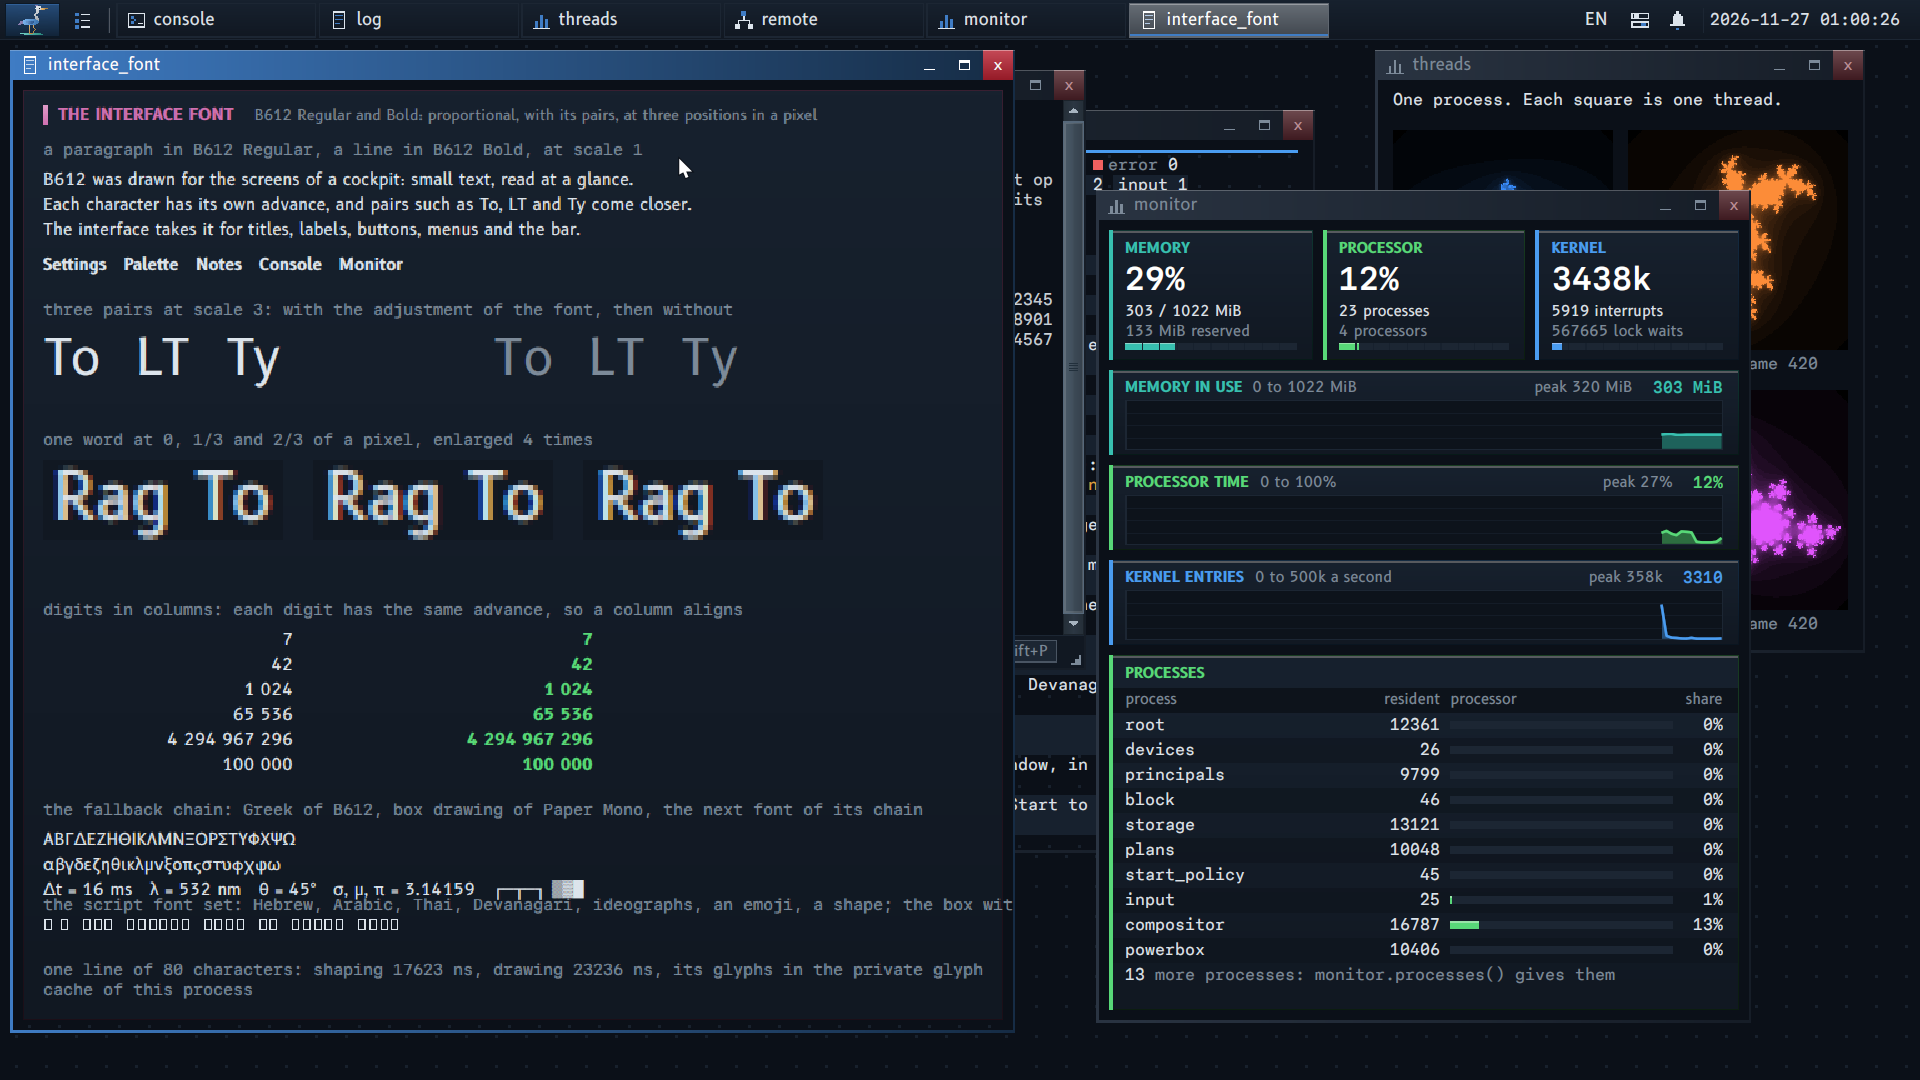 console log threads remote monitor interface_font EN 2026-11-27 01:00:26
interface_font
THE INTERFACE FONT B612 Regular and Bold: proportional, with its pairs, at three positions in a pixel
a paragraph in B612 Regular, a line in B612 Bold, at scale 1
B612 was drawn for the screens of a cockpit: small text, read at a glance.
Each character has its own advance, and pairs such as To, LT and Ty come closer.
The interface takes it for titles, labels, buttons, menus and the bar.
Settings Palette Notes Console Monitor
three pairs at scale 3: with the adjustment of the font, then without
To LT Ty To LT Ty
one word at 0, 1/3 and 2/3 of a pixel, enlarged 4 times
Rag To Rag To Rag To
digits in columns: each digit has the same advance, so a column aligns
7 7
42 42
1 024 1 024
65 536 65 536
4 294 967 296 4 294 967 296
100 000 100 000
the fallback chain: Greek of B612, box drawing of Paper Mono, the next font of its chain
ΑΒΓΔΕΖΗΘΙΚΛΜΝΞΟΡΣΤΥΦΧΨΩ
αβγδεζηθικλμνξοπςστυφχψω
Δt = 16 ms λ = 532 nm θ = 45° σ, μ, π = 3.14159
the script font set: Hebrew, Arabic, Thai, Devanagari, ideographs, an emoji, a shape; the box wit
one line of 80 characters: shaping 17623 ns, drawing 23236 ns, its glyphs in the private glyph
cache of this process
t op
its
2345
8901
4567
ift+P
error 0
2 input 1
Devanag
ndow, in
Start to
threads
One process. Each square is one thread.
ame 420
ame 420
monitor
MEMORY
29%
303 / 1022 MiB
133 MiB reserved
PROCESSOR
12%
23 processes
4 processors
KERNEL
3438k
5919 interrupts
567665 lock waits
MEMORY IN USE 0 to 1022 MiB peak 320 MiB 303 MiB
PROCESSOR TIME 0 to 100% peak 27% 12%
KERNEL ENTRIES 0 to 500k a second peak 358k 3310
PROCESSES
process resident processor share
root 12361 0%
devices 26 0%
principals 9799 0%
block 46 0%
storage 13121 0%
plans 10048 0%
start_policy 45 0%
input 25 1%
compositor 16787 13%
powerbox 10406 0%
13 more processes: monitor.processes() gives them